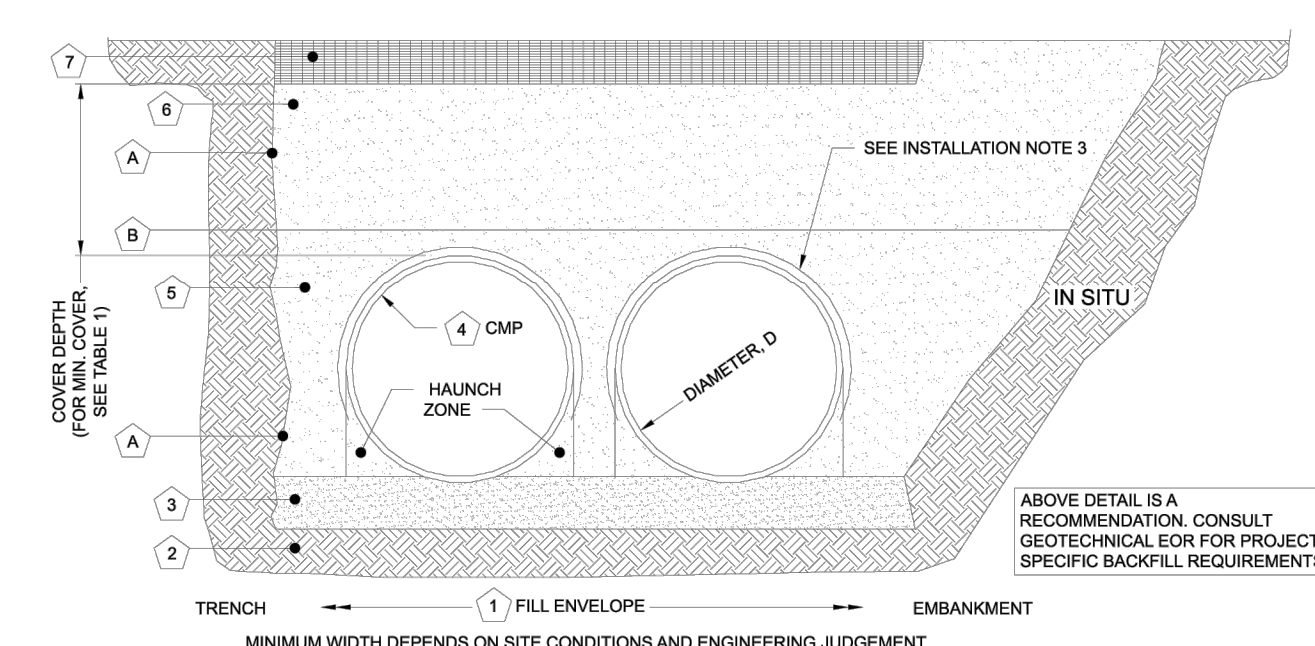 7
6
A
SEE INSTALLATION NOTE 3
B
5
IN SITU
COVER DEPTH
(FOR MIN. COVER,
SEE TABLE 1)
4 CMP
DIAMETER, D
HAUNCH
ZONE
A
3
2
ABOVE DETAIL IS A
RECOMMENDATION. CONSULT
GEOTECHNICAL EOR FOR PROJECT
SPECIFIC BACKFILL REQUIREMENTS
TRENCH
1 FILL ENVELOPE
EMBANKMENT
MINIMUM WIDTH DEPENDS ON SITE CONDITIONS AND ENGINEERING JUDGEMENT